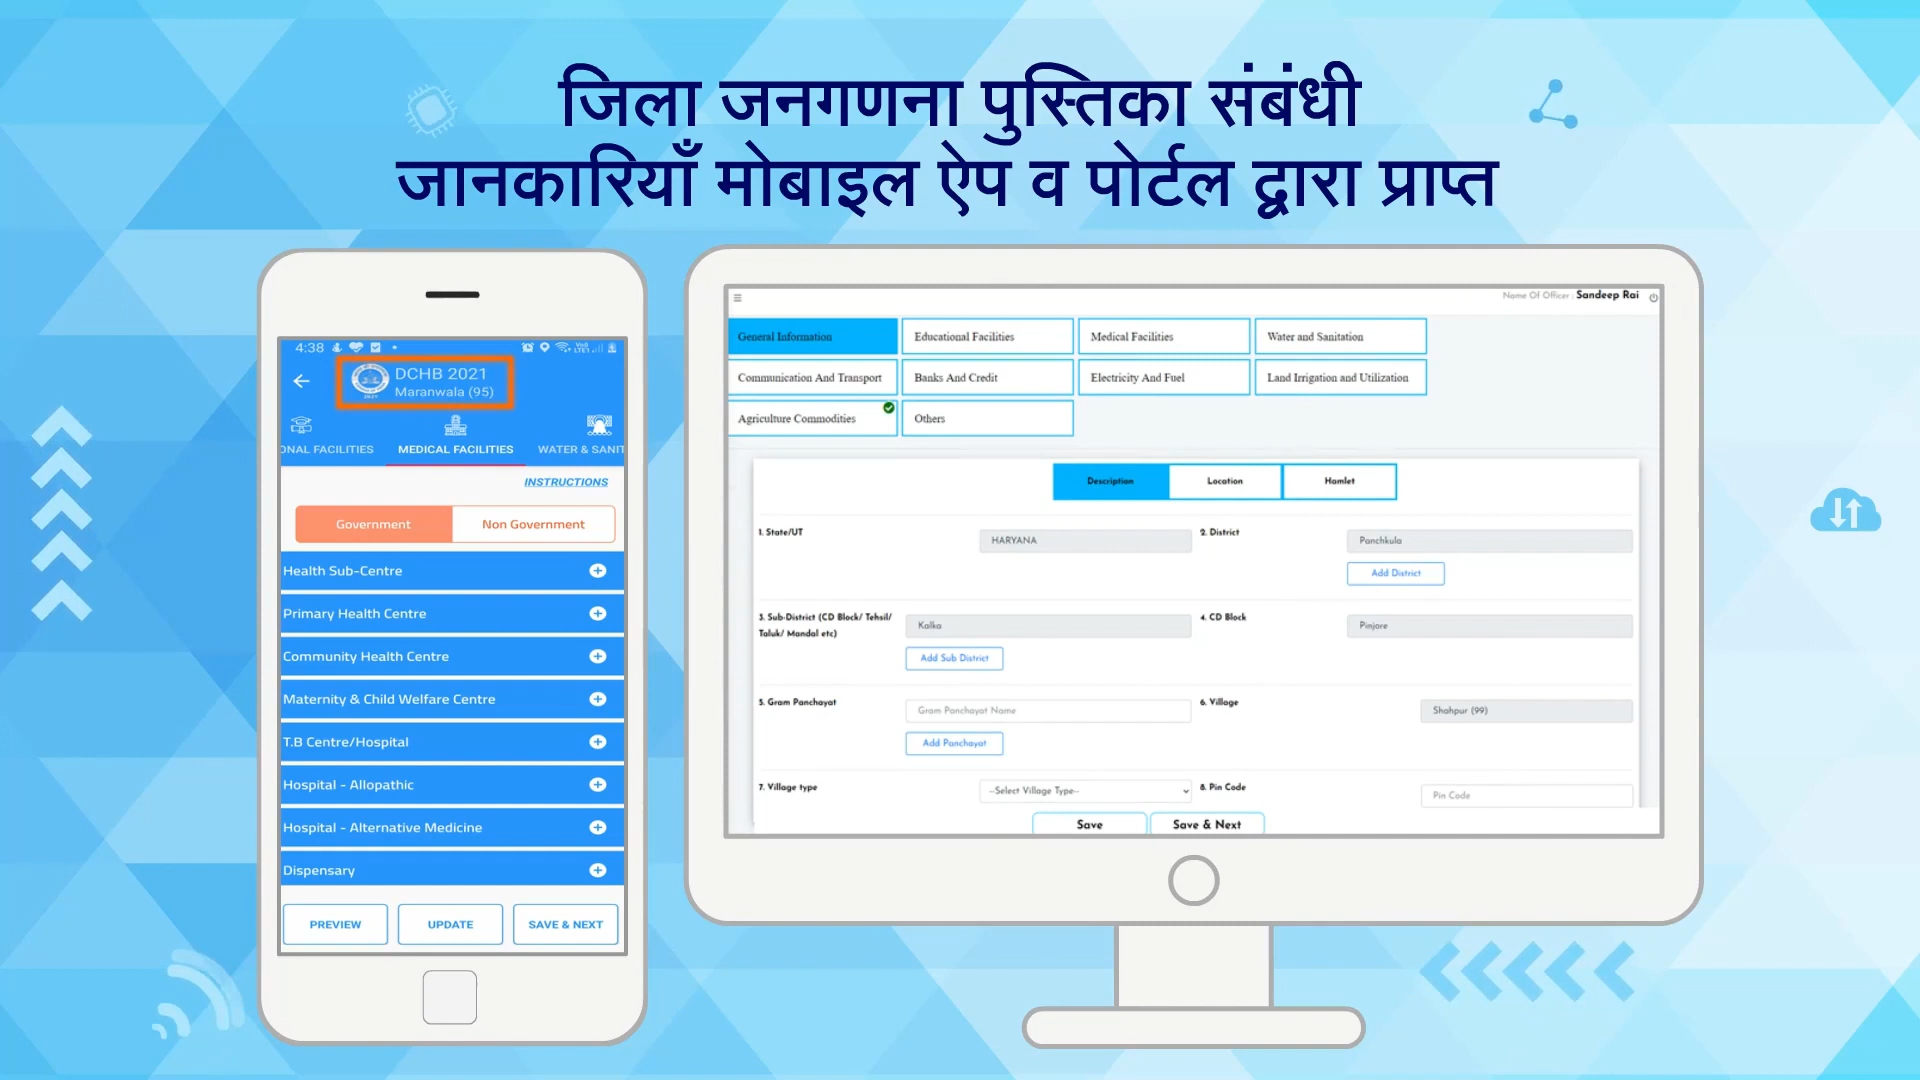 जिला जनगणना पुस्तिका संबंधी
जानकारियाँ मोबाइल ऐप व पोर्टल द्वारा प्राप्त
4:38
DCHB 2021
Maranwala (95)
ONAL FACILITIES MEDICAL FACILITIES WATER & SANIT
INSTRUCTIONS
Government Non Government
Health Sub-Centre
Primary Health Centre
Community Health Centre
Maternity & Child Welfare Centre
T.B Centre/Hospital
Hospital - Allopathic
Hospital - Alternative Medicine
Dispensary
PREVIEW UPDATE SAVE & NEXT
Name Of Officer : Sandeep Rai
General Information Educational Facilities Medical Facilities Water and Sanitation
Communication And Transport Banks And Credit Electricity And Fuel Land Irrigation and Utilization
Agriculture Commodities Others
Description Location Hamlet
1. State/UT HARYANA 2. District Panchkula
Add District
3. Sub-District (CD Block/ Tehsil/ Kalka 4. CD Block Pinjore
Taluk/ Mandal etc)
Add Sub District
5. Gram Panchayat Gram Panchayat Name 6. Village Shahpur (99)
Add Panchayat
7. Village type --Select Village Type-- 8. Pin Code Pin Code
Save Save & Next